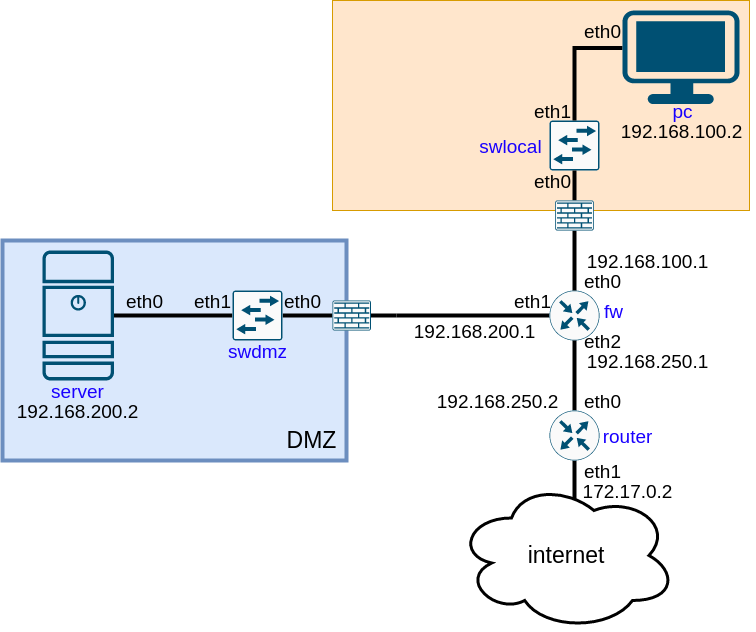 eth0
pc
192.168.100.2
eth1
swlocal
eth0
192.168.100.1
eth0
eth0
eth1
eth0
eth1
fw
192.168.200.1
swdmz
eth2
192.168.250.1
server
192.168.200.2
DMZ
192.168.250.2
eth0
router
eth1
172.17.0.2
internet